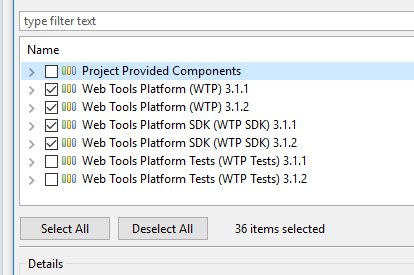 type filter text
Name
Project Provided Components
Web Tools Platform (WTP) 3.1.1
Web Tools Platform (WTP) 3.1.2
Web Tools Platform SDK (WTP SDK) 3.1.1
Web Tools Platform SDK (WTP SDK) 3.1.2
Web Tools Platform Tests (WTP Tests) 3.1.1
Web Tools Platform Tests (WTP Tests) 3.1.2
Select All Deselect All 36 items selected
Details